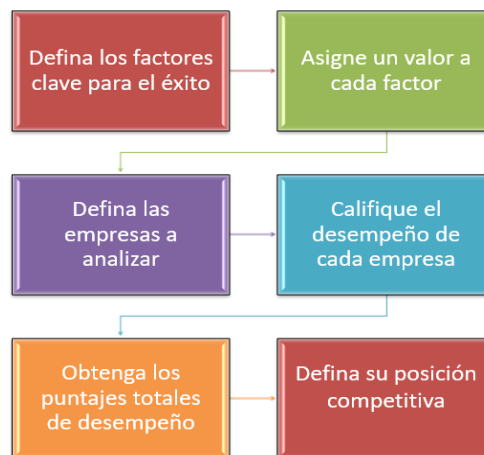 Defina los factores
clave para el éxito
Asigne un valor a
cada factor
Defina las
empresas a
analizar
Califique el
desempeño de
cada empresa
Obtenga los
puntajes totales
de desempeño
Defina su posición
competitiva